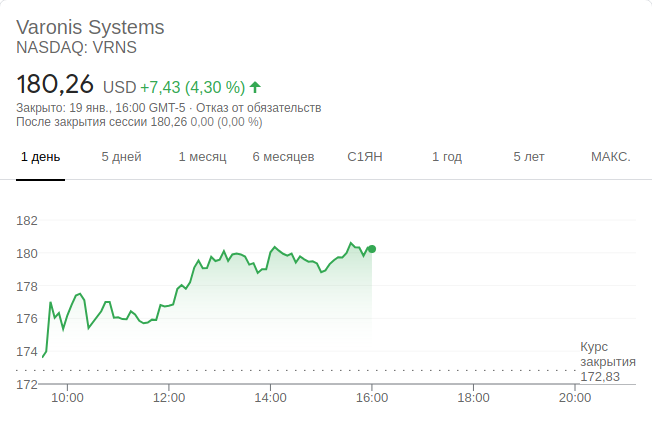 Varonis Systems
NASDAQ: VRNS
180,26 USD +7,43 (4,30 %)
Закрыто: 19 янв., 16:00 GMT-5 · Отказ от обязательств
После закрытия сессии 180,26 0,00 (0,00 %)
1 день 5 дней 1 месяц 6 месяцев С1ЯН 1 год 5 лет МАКС.
182
180
178
176
174
Курс
закрытия
172,83
172
10:00 12:00 14:00 16:00 18:00 20:00